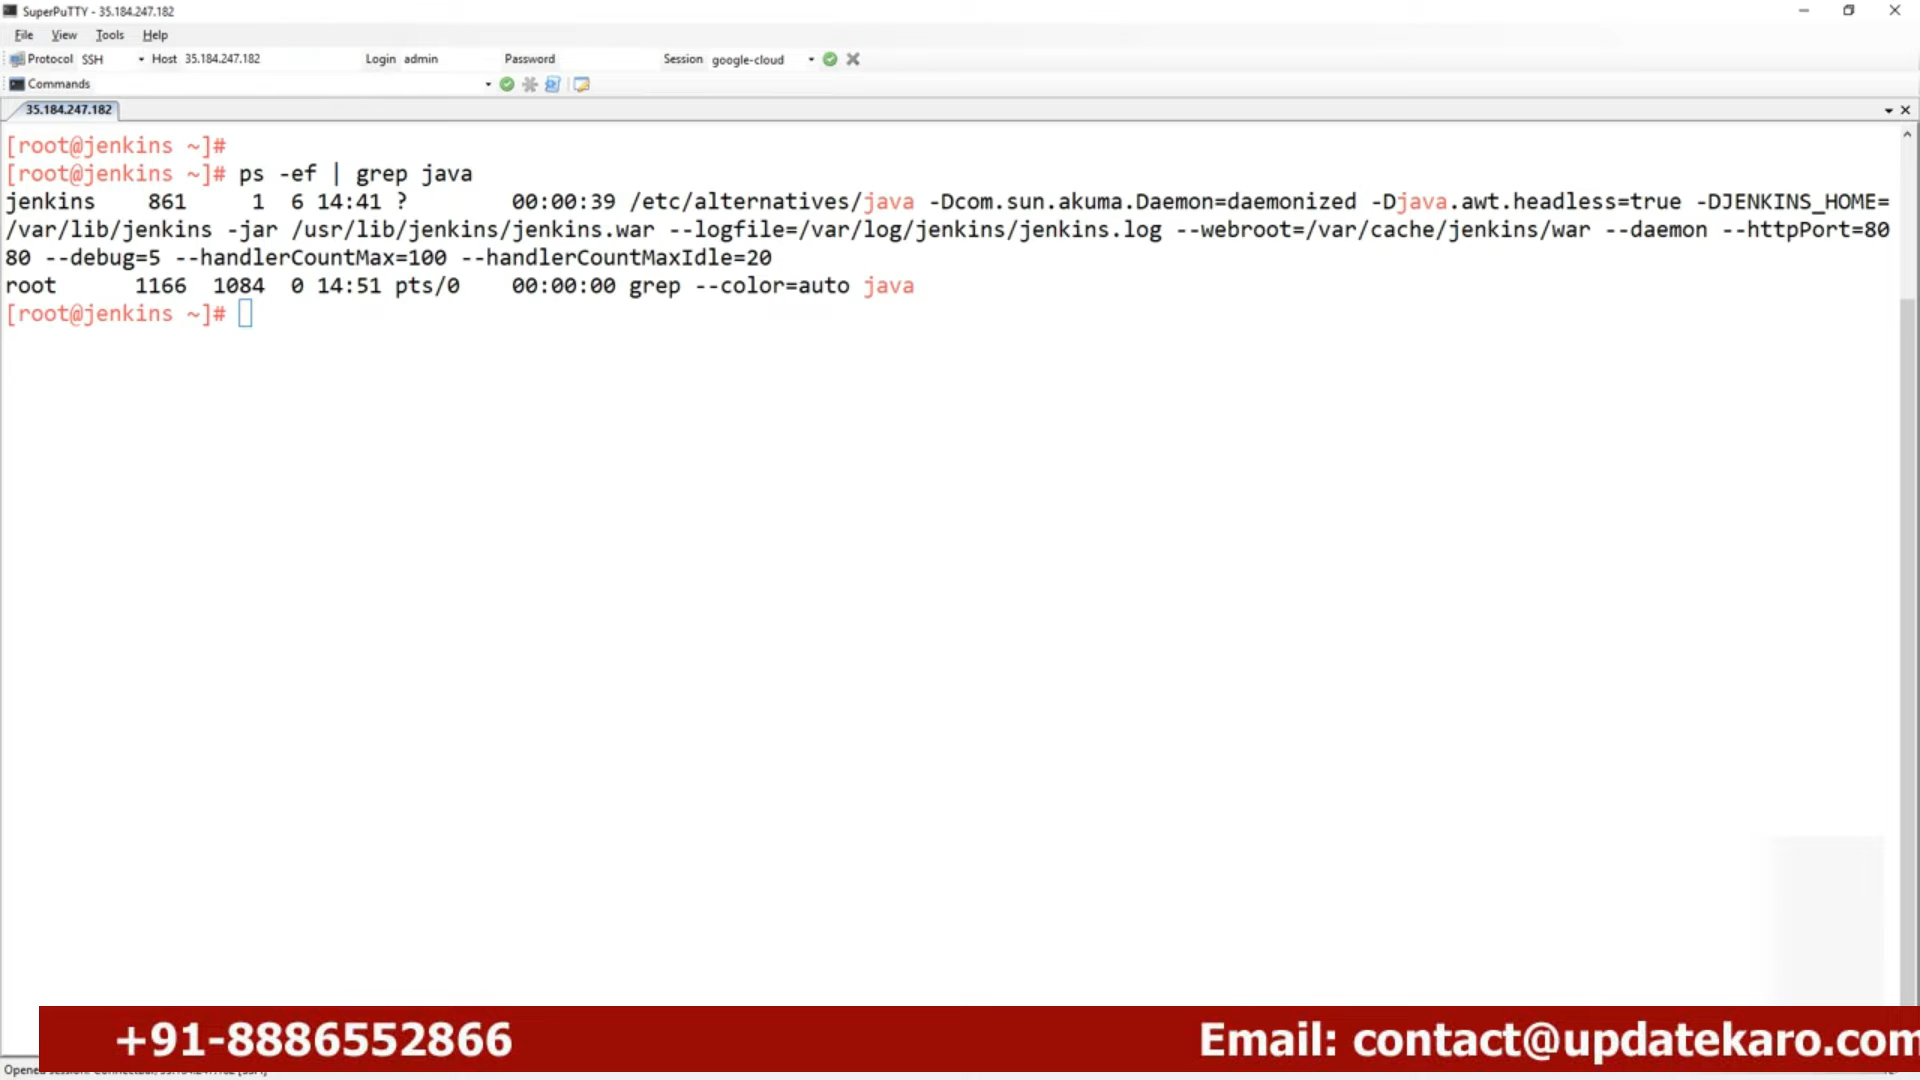 SuperPuTTY - 35.184.247.182
File View Tools Help
Protocol SSH Host 35.184.247.182 Login admin Password Session google-cloud
Commands
35.184.247.182
[root@jenkins ~]#
[root@jenkins ~]# ps -ef | grep java
jenkins 861 1 6 14:41 ? 00:00:39 /etc/alternatives/java -Dcom.sun.akuma.Daemon=daemonized -Djava.awt.headless=true -DJENKINS_HOME=
/var/lib/jenkins -jar /usr/lib/jenkins/jenkins.war --logfile=/var/log/jenkins/jenkins.log --webroot=/var/cache/jenkins/war --daemon --httpPort=80
80 --debug=5 --handlerCountMax=100 --handlerCountMaxIdle=20
root 1166 1084 0 14:51 pts/0 00:00:00 grep --color=auto java
[root@jenkins ~]#
+91-8886552866 Email: contact@updatekaro.com